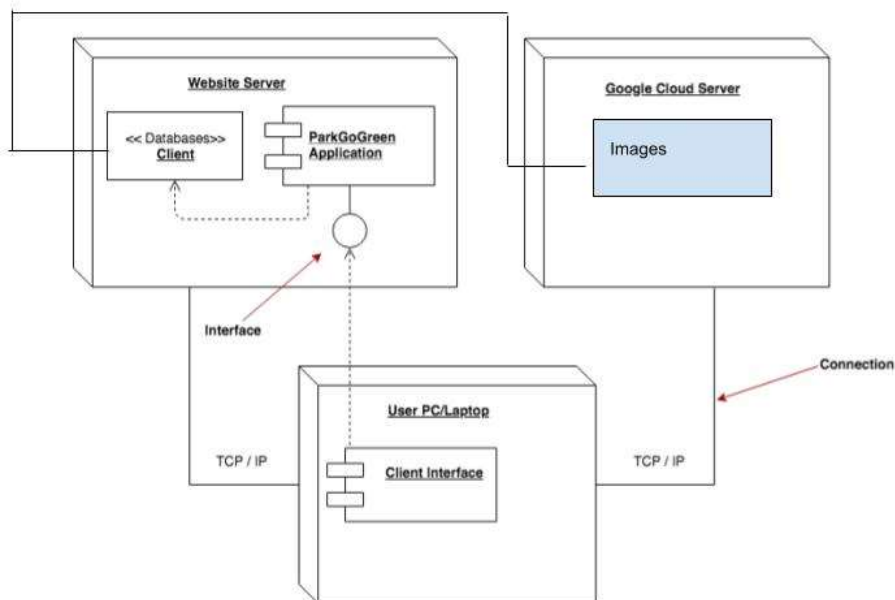 Website Server
<< Databases>>
Client
ParkGoGreen
Application
Google Cloud Server
Images
Interface
Connection
User PC/Laptop
TCP / IP
Client Interface
TCP / IP